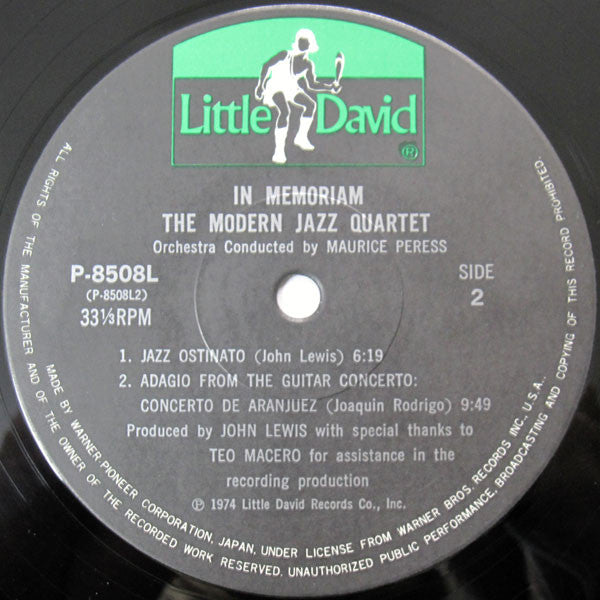 Little David
®
IN MEMORIAM
THE MODERN JAZZ QUARTET
Orchestra Conducted by MAURICE PERESS
P-8508L
(P-8508L2)
33⅓RPM
SIDE
2
1. JAZZ OSTINATO (John Lewis) 6:19
2. ADAGIO FROM THE GUITAR CONCERTO:
CONCERTO DE ARANJUEZ (Joaquin Rodrigo) 9:49
Produced by JOHN LEWIS with special thanks to
TEO MACERO for assistance in the
recording production
℗ 1974 Little David Records Co., Inc.
ALL RIGHTS OF THE MANUFACTURER AND OF THE OWNER OF THE RECORDED WORK RESERVED. UNAUTHORIZED PUBLIC PERFORMANCE, BROADCASTING AND COPYING OF THIS RECORD PROHIBITED.
MADE BY WARNER-PIONEER CORPORATION, JAPAN, UNDER LICENSE FROM WARNER BROS. RECORDS INC. U.S.A.